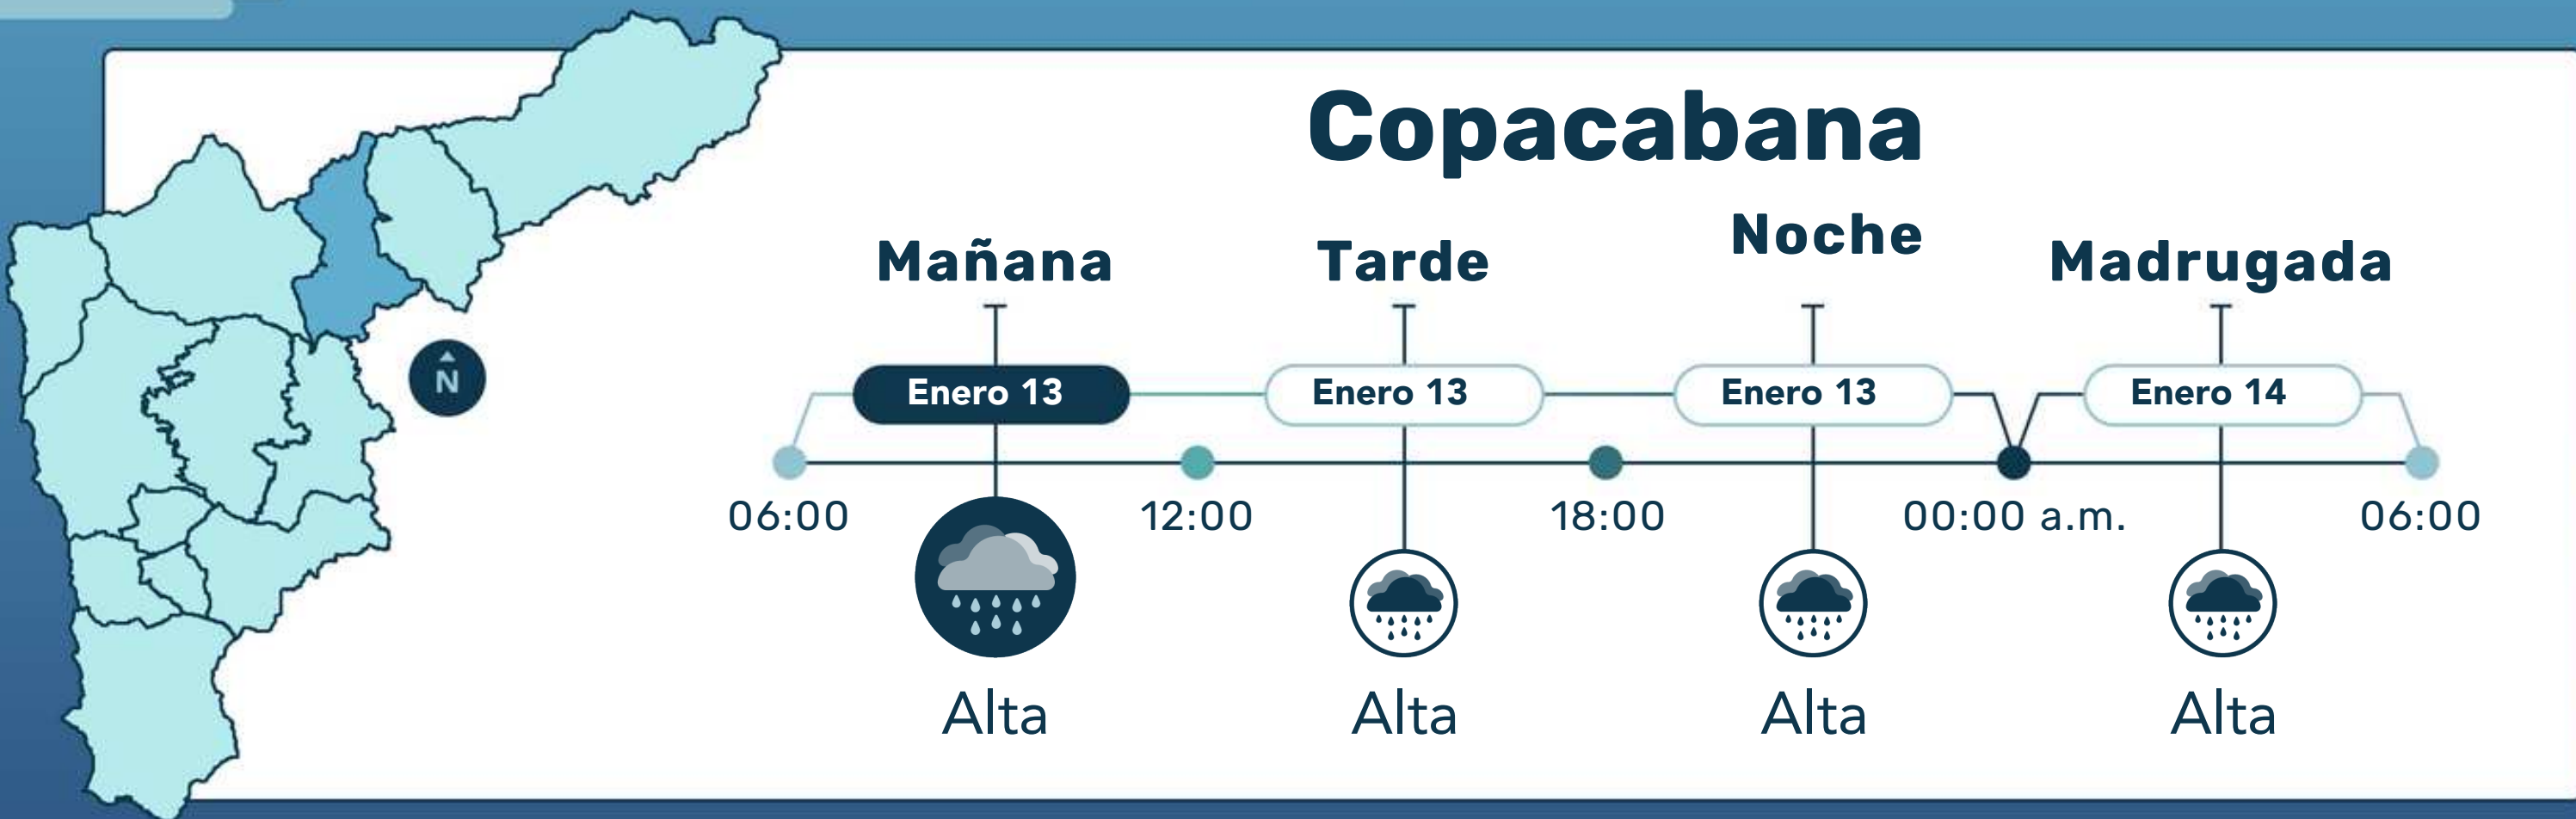 Copacabana
Mañana
Tarde
Noche
Madrugada
N
Enero 13
Enero 13
Enero 13
Enero 14
06:00
12:00
18:00
00:00 a.m.
06:00
Alta
Alta
Alta
Alta